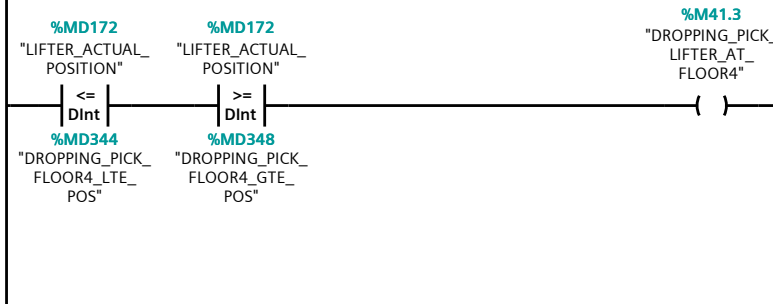 %MD172
"LIFTER_ACTUAL_
POSITION"
<=
DInt
%MD344
"DROPPING_PICK_
FLOOR4_LTE_
POS"
%MD172
"LIFTER_ACTUAL_
POSITION"
>=
DInt
%MD348
"DROPPING_PICK_
FLOOR4_GTE_
POS"
%M41.3
"DROPPING_PICK_
LIFTER_AT_
FLOOR4"